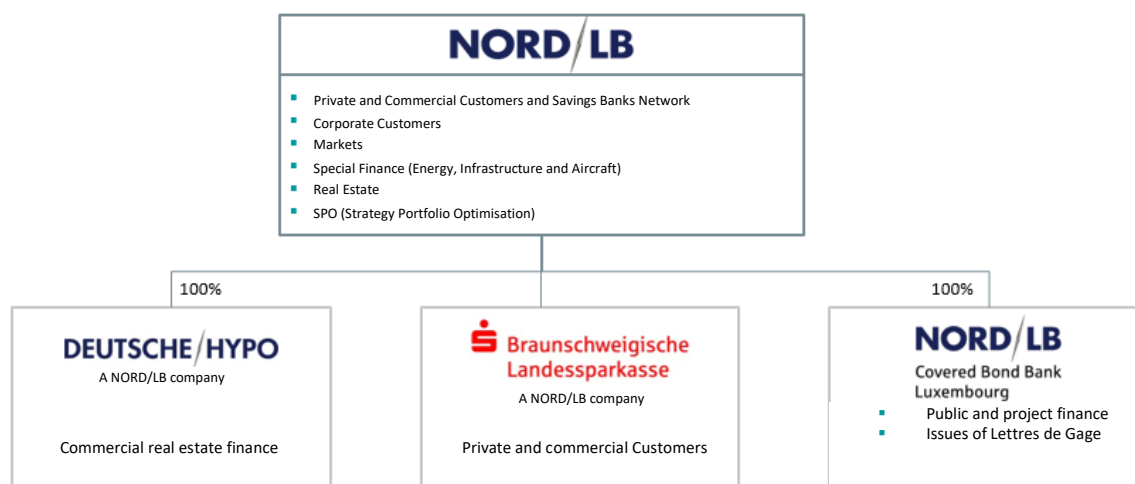 NORD/LB
Private and Commercial Customers and Savings Banks Network
Corporate Customers
Markets
Special Finance (Energy, Infrastructure and Aircraft)
Real Estate
SPO (Strategy Portfolio Optimisation)
100%
100%
DEUTSCHE/HYPO
A NORD/LB company
Commercial real estate finance
Braunschweigische
Landessparkasse
A NORD/LB company
Private and commercial Customers
NORD/LB
Covered Bond Bank
Luxembourg
Public and project finance
Issues of Lettres de Gage